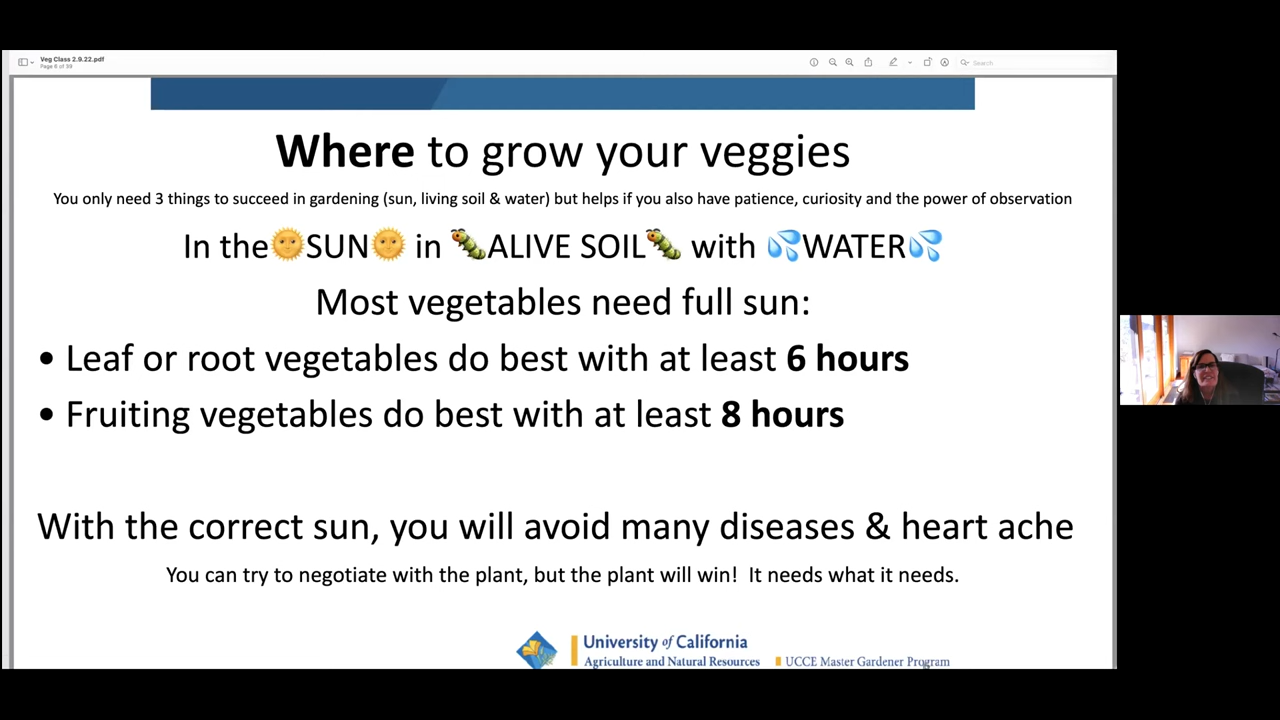 Veg Class 2.9.22.pdf
Page 6 of 59
Search
Where to grow your veggies
You only need 3 things to succeed in gardening (sun, living soil & water) but helps if you also have patience, curiosity and the power of observation
In the🌞SUN🌞 in 🐛ALIVE SOIL🐛 with 💦WATER💦
Most vegetables need full sun:
• Leaf or root vegetables do best with at least 6 hours
• Fruiting vegetables do best with at least 8 hours
With the correct sun, you will avoid many diseases & heart ache
You can try to negotiate with the plant, but the plant will win! It needs what it needs.
University of California
Agriculture and Natural Resources UCCE Master Gardener Program